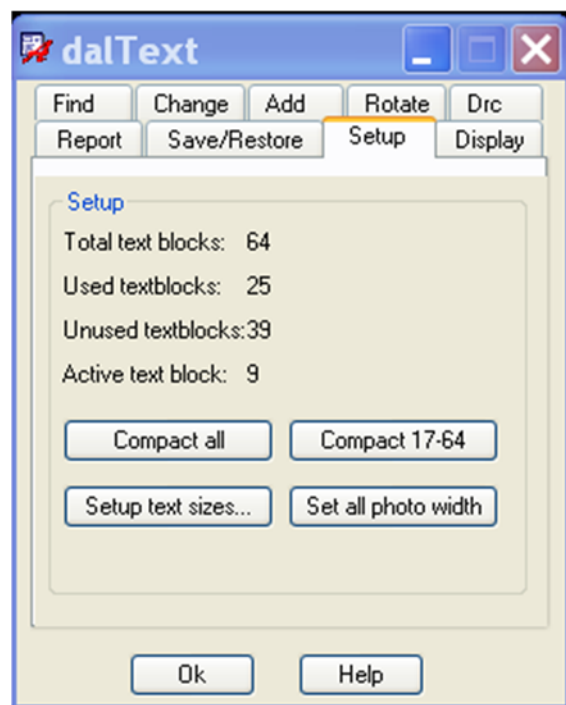 dalText
Find Change Add Rotate Drc
Report Save/Restore Setup Display
Setup
Total text blocks: 64
Used textblocks: 25
Unused textblocks:39
Active text block: 9
Compact all Compact 17-64
Setup text sizes... Set all photo width
Ok Help